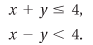 x + y ≤ 4,
x − y < 4.